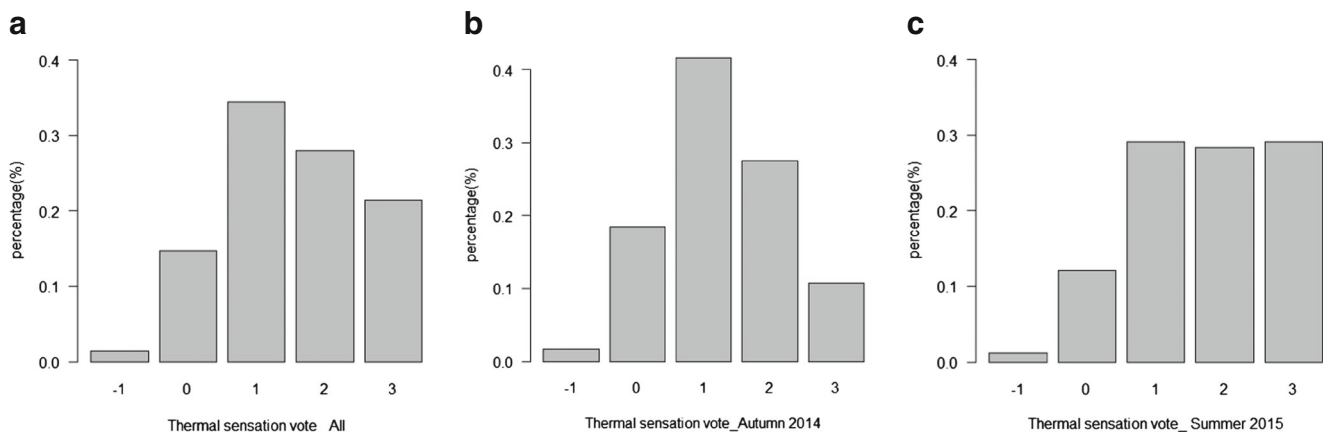 a
0.4
0.3
0.2
0.1
0.0
percentage(%)
-1 0 1 2 3
Thermal sensation vote_ All
b
0.4
0.3
0.2
0.1
0.0
percentage(%)
-1 0 1 2 3
Thermal sensation vote_Autumn 2014
c
0.4
0.3
0.2
0.1
0.0
percentage(%)
-1 0 1 2 3
Thermal sensation vote_ Summer 2015